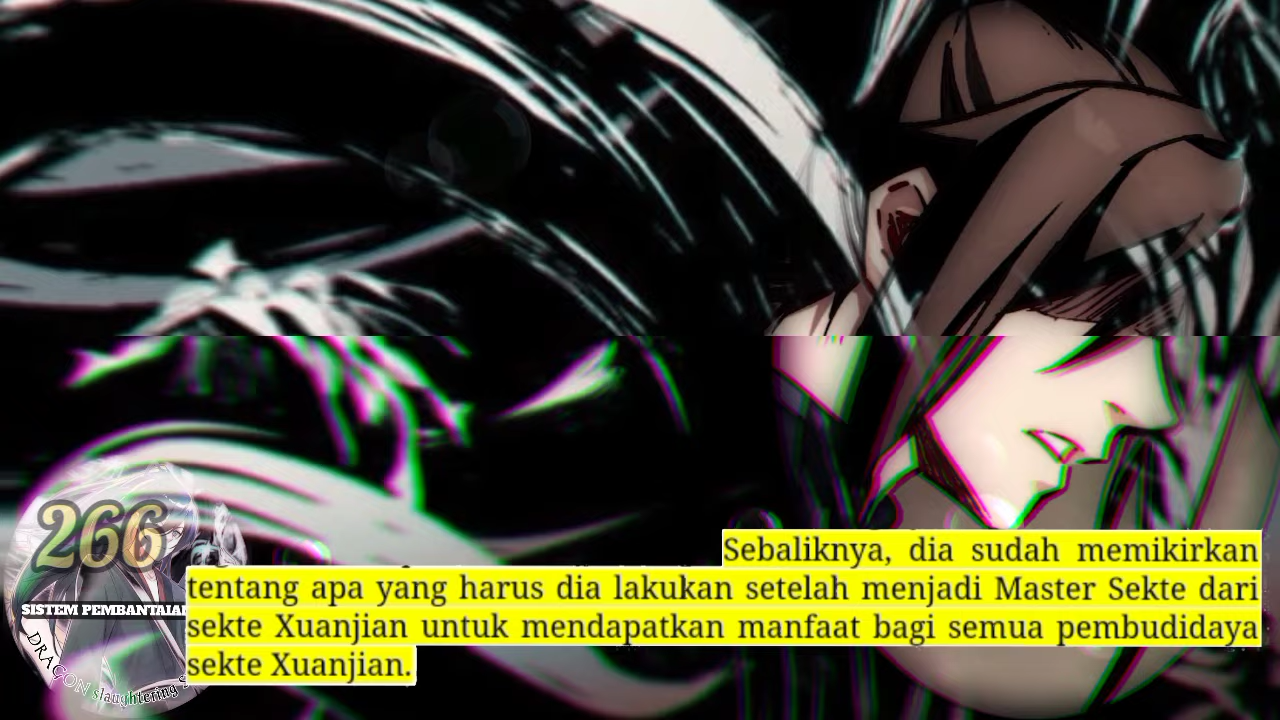 Sebaliknya, dia sudah memikirkan
tentang apa yang harus dia lakukan setelah menjadi Master Sekte dari
sekte Xuanjian untuk mendapatkan manfaat bagi semua pembudidaya
sekte Xuanjian.
266
SISTEM PEMBANTAIAN
DRAGON slaughtering